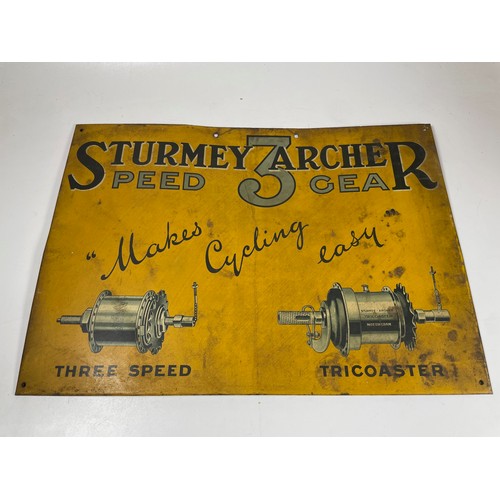 STURMEY 3 ARCHER
SPEED GEAR
"Makes Cycling easy"
THREE SPEED
TRICOASTER